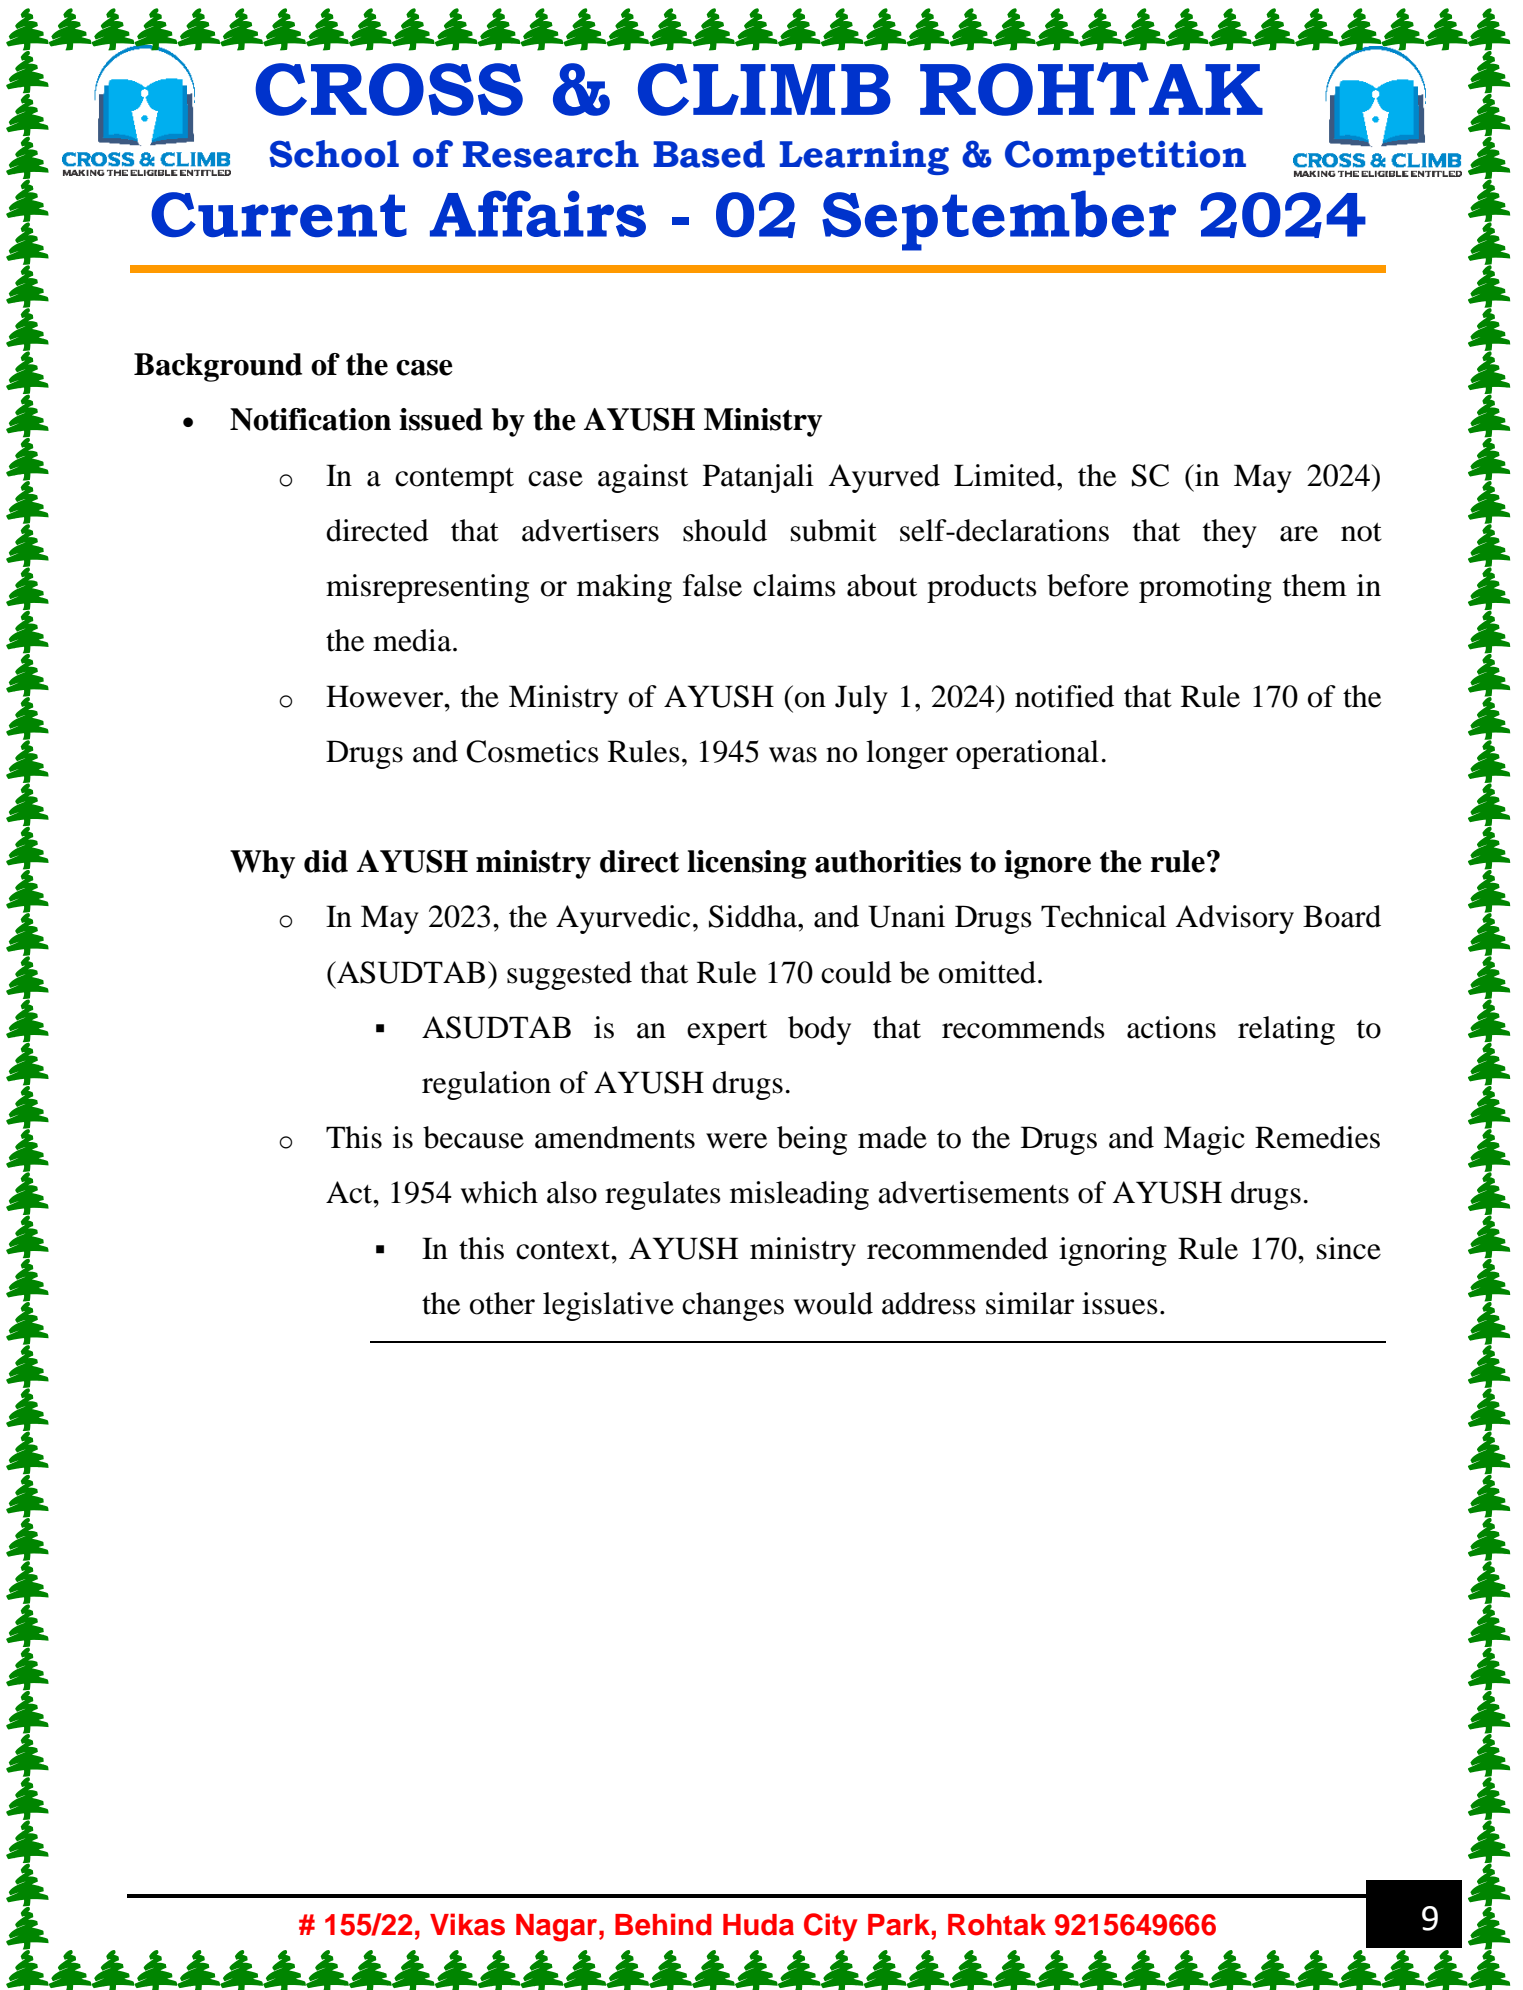 CROSS & CLIMB ROHTAK
CROSS & CLIMB
MAKING THE ELIGIBLE ENTITLED
School of Research Based Learning & Competition
CROSS & CLIMB
MAKING THE ELIGIBLE ENTITLED
Current Affairs - 02 September 2024
Background of the case
• Notification issued by the AYUSH Ministry
o In a contempt case against Patanjali Ayurved Limited, the SC (in May 2024)
directed that advertisers should submit self-declarations that they are not
misrepresenting or making false claims about products before promoting them in
the media.
o However, the Ministry of AYUSH (on July 1, 2024) notified that Rule 170 of the
Drugs and Cosmetics Rules, 1945 was no longer operational.
Why did AYUSH ministry direct licensing authorities to ignore the rule?
o In May 2023, the Ayurvedic, Siddha, and Unani Drugs Technical Advisory Board
(ASUDTAB) suggested that Rule 170 could be omitted.
▪ ASUDTAB is an expert body that recommends actions relating to
regulation of AYUSH drugs.
o This is because amendments were being made to the Drugs and Magic Remedies
Act, 1954 which also regulates misleading advertisements of AYUSH drugs.
▪ In this context, AYUSH ministry recommended ignoring Rule 170, since
the other legislative changes would address similar issues.
# 155/22, Vikas Nagar, Behind Huda City Park, Rohtak 9215649666
9